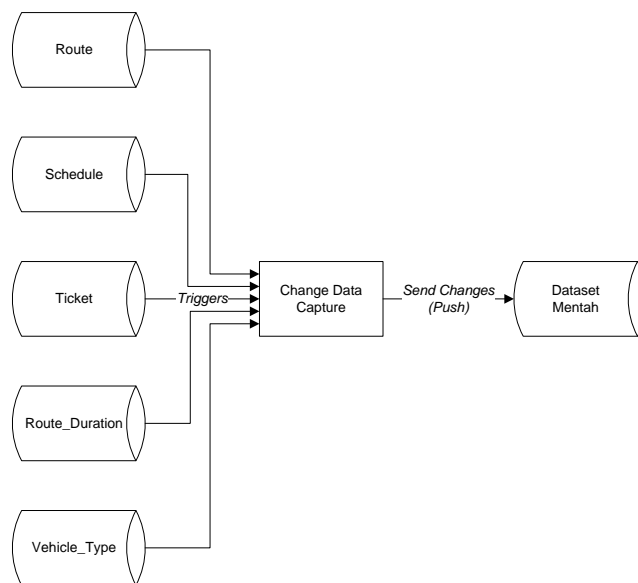 Route
Schedule
Ticket
Triggers
Change Data
Capture
Send Changes
(Push)
Dataset
Mentah
Route_Duration
Vehicle_Type